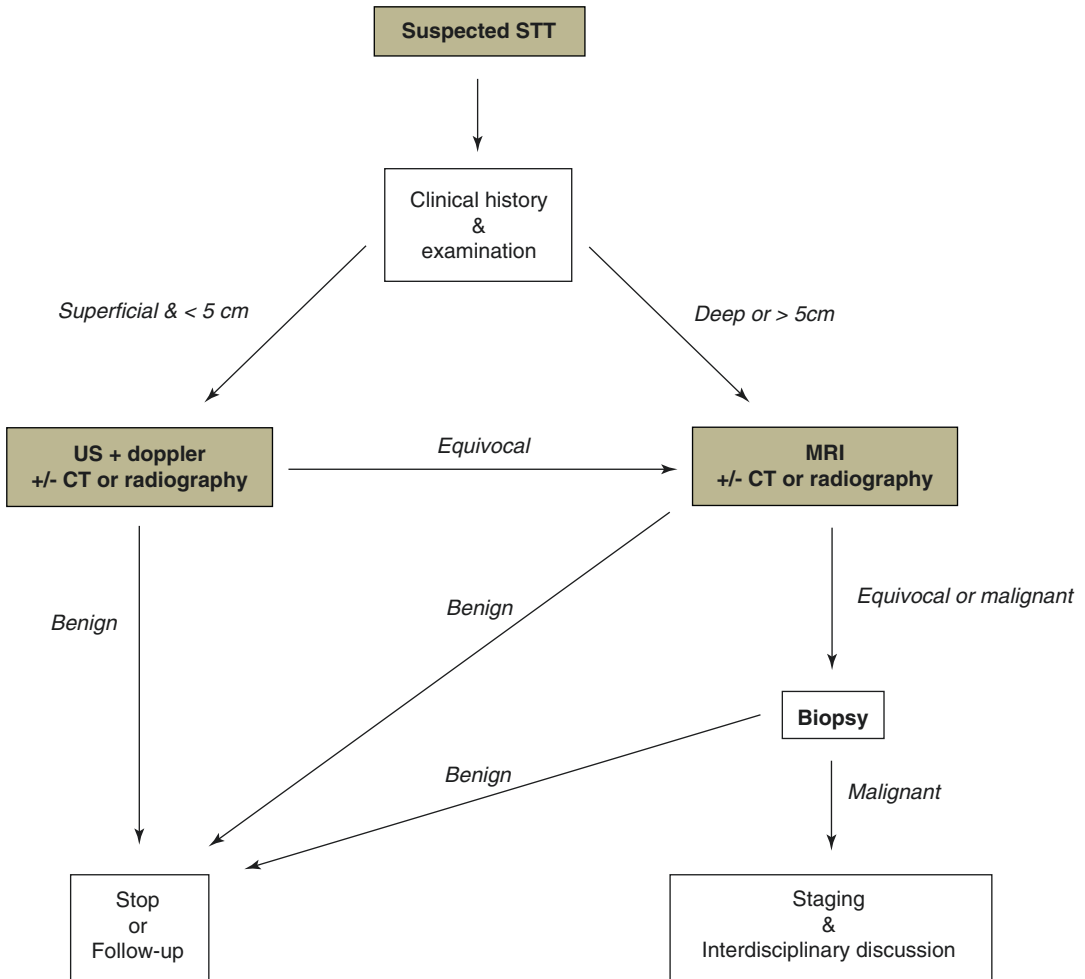 Suspected STT
Clinical history
&
examination
Superficial & < 5 cm
Deep or > 5cm
US + doppler
+/- CT or radiography
Equivocal
MRI
+/- CT or radiography
Benign
Benign
Equivocal or malignant
Biopsy
Benign
Malignant
Stop
or
Follow-up
Staging
&
Interdisciplinary discussion